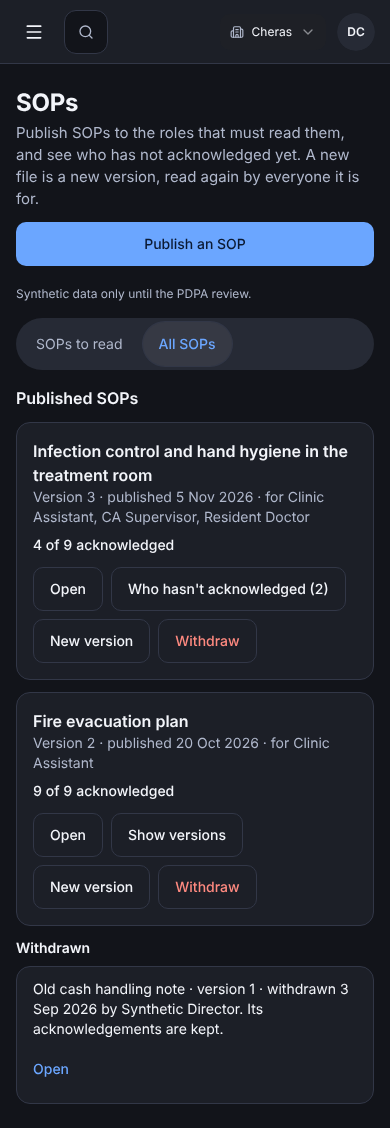 Cheras
DC
SOPs
Publish SOPs to the roles that must read them,
and see who has not acknowledged yet. A new
file is a new version, read again by everyone it is
for.
Publish an SOP
Synthetic data only until the PDPA review.
SOPs to read
All SOPs
Published SOPs
Infection control and hand hygiene in the
treatment room
Version 3 · published 5 Nov 2026 · for Clinic
Assistant, CA Supervisor, Resident Doctor
4 of 9 acknowledged
Open
Who hasn't acknowledged (2)
New version
Withdraw
Fire evacuation plan
Version 2 · published 20 Oct 2026 · for Clinic
Assistant
9 of 9 acknowledged
Open
Show versions
New version
Withdraw
Withdrawn
Old cash handling note · version 1 · withdrawn 3
Sep 2026 by Synthetic Director. Its
acknowledgements are kept.
Open